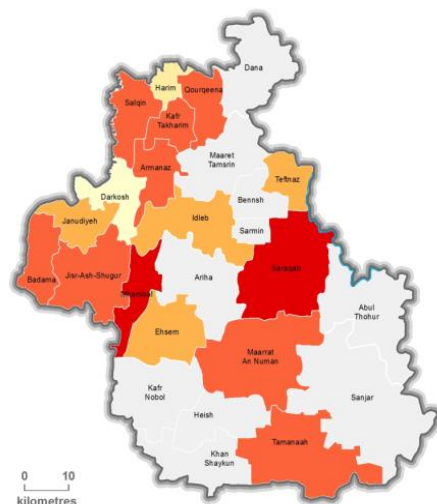 Dana
Harim
Qourqeena
Salqin
Kafr
Takharim
Maaret
Tamsrin
Armanaz
Teftnaz
Darkosh
Bennsh
Janudiyeh
Idleb
Sarmin
Badama
Jisr-Ash-Shugur
Ariha
Saraqab
Abul
Thohur
Ehsem
Maarrat
An Numan
Kafr
Nobol
Sanjar
Heish
Khan
Shaykun
Tamanaah
0 10
kilometres